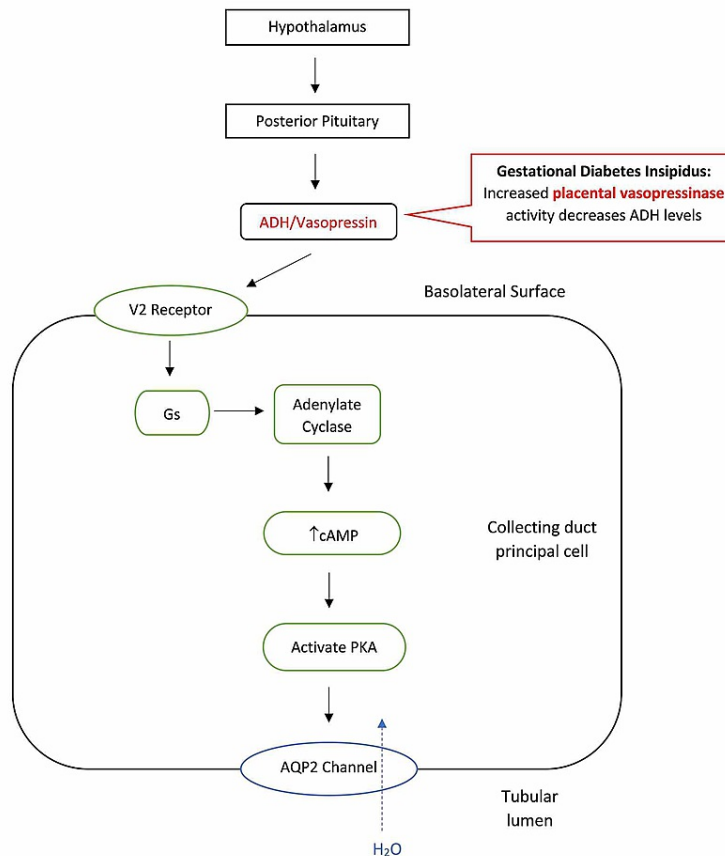 Hypothalamus
Posterior Pituitary
Gestational Diabetes Insipidus:
Increased placental vasopressinase
activity decreases ADH levels
ADH/Vasopressin
Basolateral Surface
V2 Receptor
Gs
Adenylate
Cyclase
↑cAMP
Collecting duct
principal cell
Activate PKA
AQP2 Channel
Tubular
lumen
H₂O